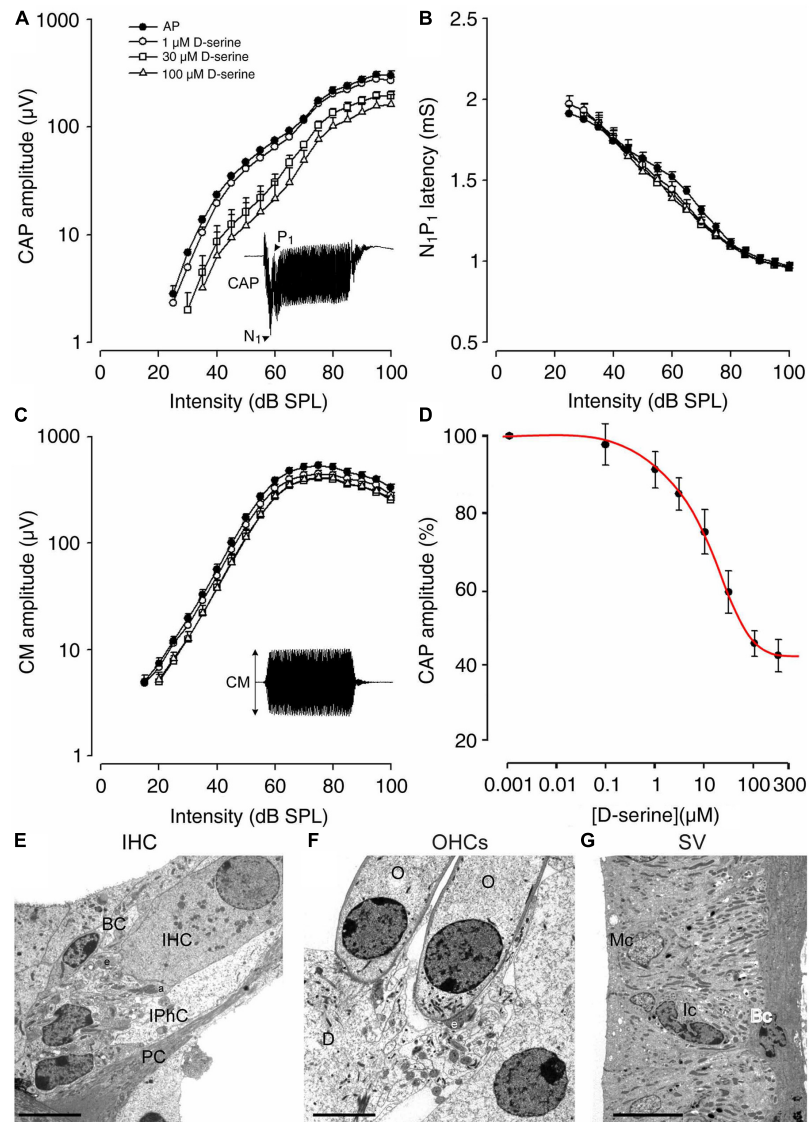 A
1000
100
10
1
CAP amplitude (µV)
AP
1 µM D-serine
30 µM D-serine
100 µM D-serine
P1
CAP
N1
0 20 40 60 80 100
Intensity (dB SPL)
B
2.5
2
1.5
1
0.5
N1P1 latency (mS)
0 20 40 60 80 100
Intensity (dB SPL)
C
1000
100
10
1
CM amplitude (µV)
CM
0 20 40 60 80 100
Intensity (dB SPL)
D
100
80
60
40
20
CAP amplitude (%)
0.001 0.01 0.1 1 10 100 300
[D-serine](µM)
E IHC
BC
IHC
e
a
IPhC
PC
F OHCs
O
O
e
D
G SV
Mc
Ic
Bc